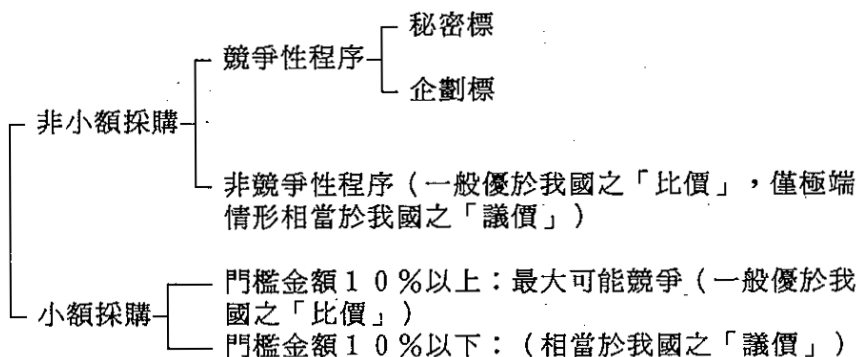 秘密標
競爭性程序
企劃標
非小額採購
非競爭性程序（一般優於我國之「比價」，僅極端
情形相當於我國之「議價」）
門檻金額１０％以上：最大可能競爭（一般優於我
小額採購
國之「比價」）
門檻金額１０％以下：（相當於我國之「議價」）